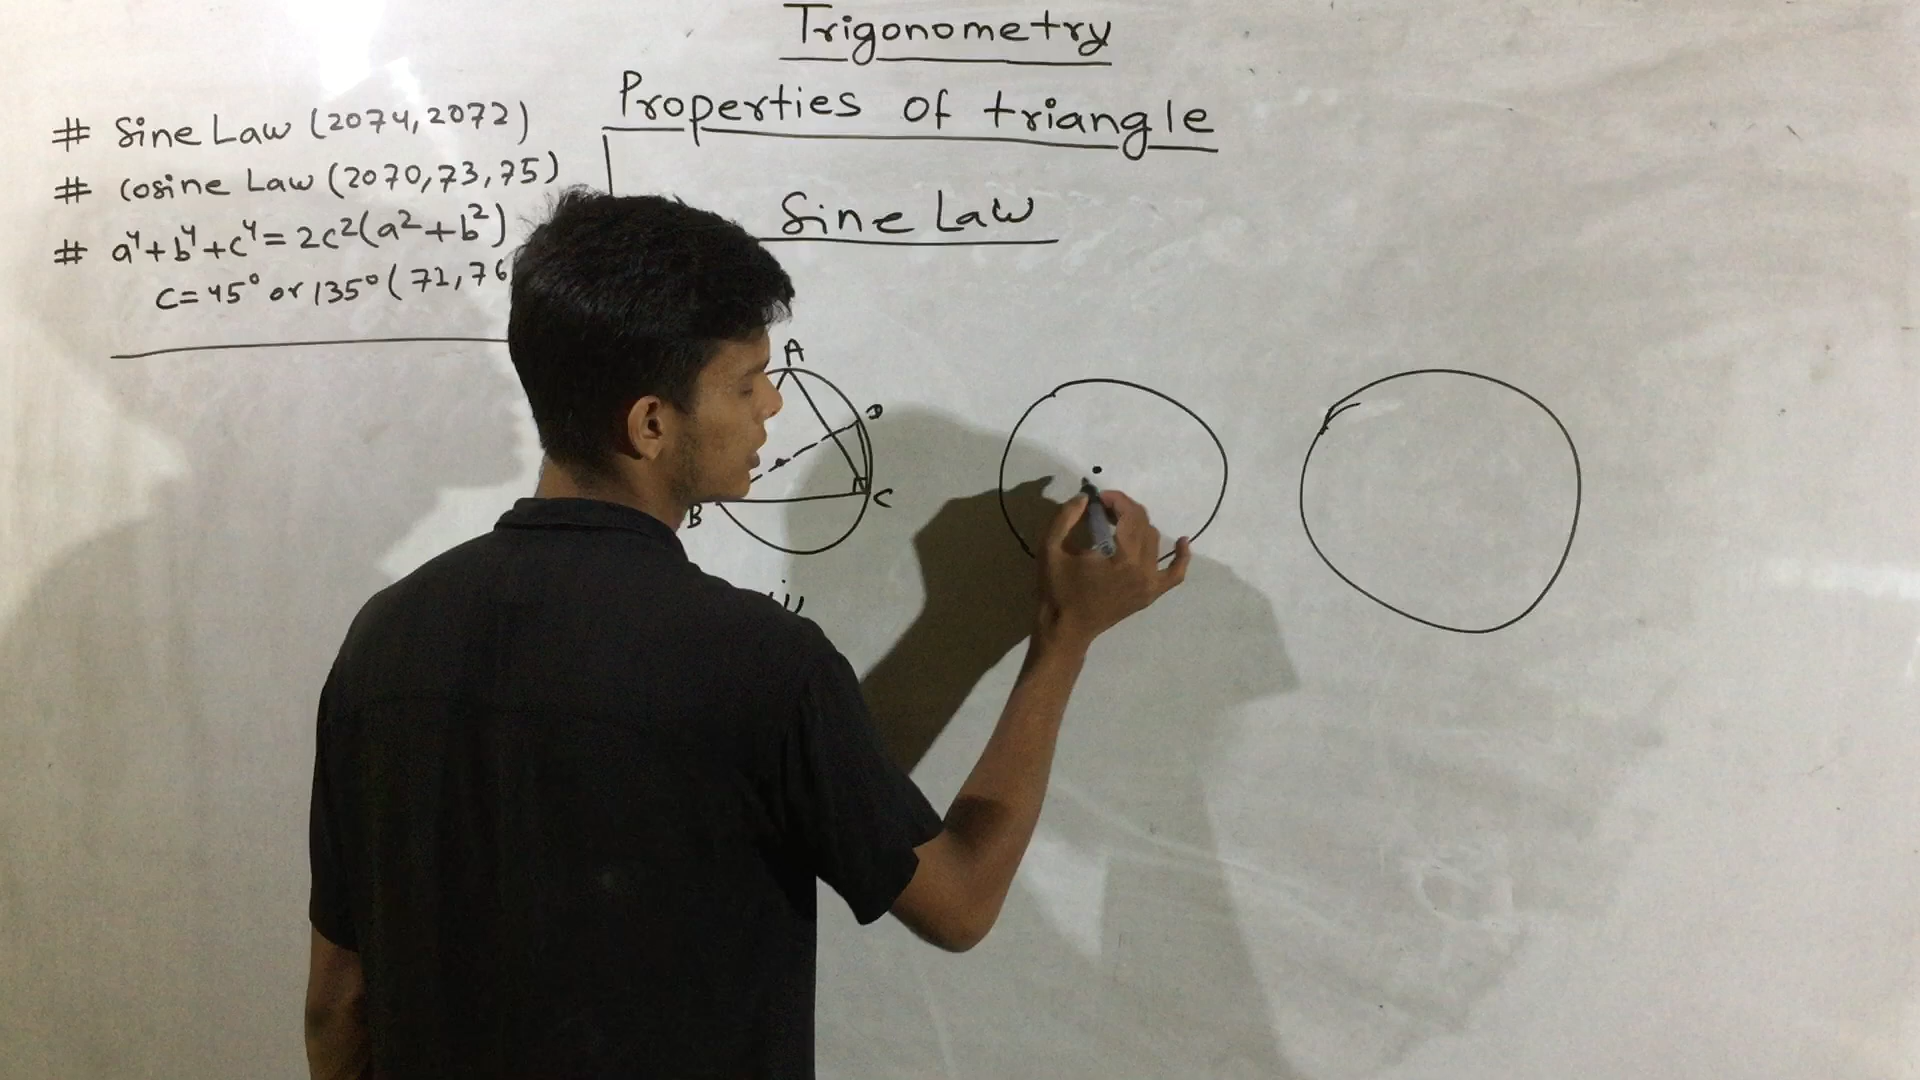 Trigonometry
Properties of triangle
# Sine Law (2074,2072)
# Cosine Law (2070,73,75)
# a⁴+b⁴+c⁴=2c²(a²+b²)
C=45° or 135° (71,76
Sine Law
A
D
B
C